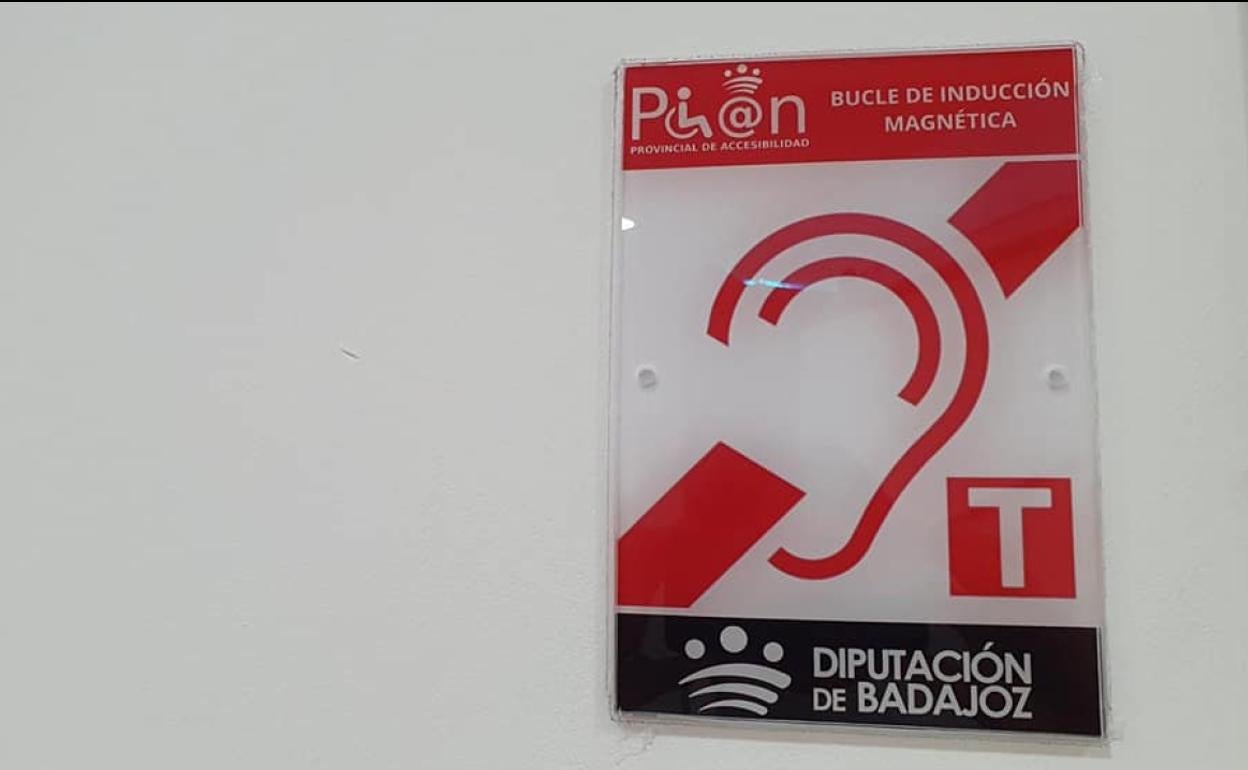 Pl@n
PROVINCIAL DE ACCESIBILIDAD
BUCLE DE INDUCCIÓN
MAGNÉTICA
T
DIPUTACIÓN
DE BADAJOZ